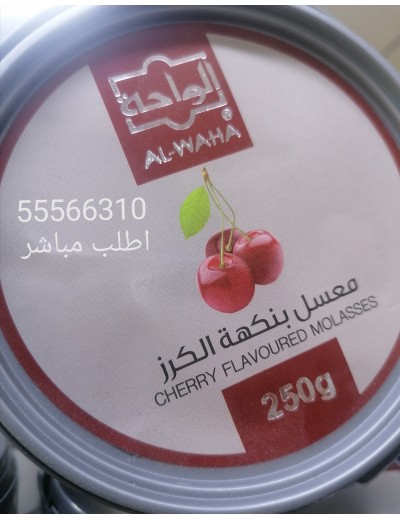 الواحة
AL-WAHA
55566310
اطلب مباشر
معسل بنكهة الكرز
CHERRY FLAVOURED MOLASSES
250g